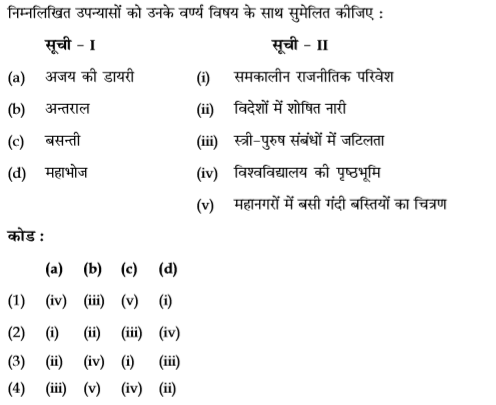 निम्नलिखित उपन्यासों को उनके वर्ण्य विषय के साथ सुमेलित कीजिए :
सूची - I सूची - II
(a) अजय की डायरी (i) समकालीन राजनीतिक परिवेश
(b) अन्तराल (ii) विदेशों में शोषित नारी
(c) बसन्ती (iii) स्त्री-पुरुष संबंधों में जटिलता
(d) महाभोज (iv) विश्वविद्यालय की पृष्ठभूमि
(v) महानगरों में बसी गंदी बस्तियों का चित्रण
कोड :
(a) (b) (c) (d)
(1) (iv) (iii) (v) (i)
(2) (i) (ii) (iii) (iv)
(3) (ii) (iv) (i) (iii)
(4) (iii) (v) (iv) (ii)